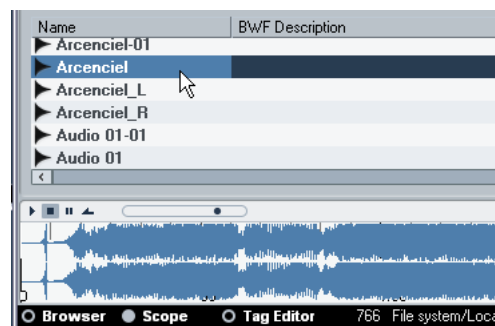 Name BWF Description
Arcenciel-01
Arcenciel
Arcenciel_L
Arcenciel_R
Audio 01-01
Audio 01
Browser Scope Tag Editor 766 File system/Loca